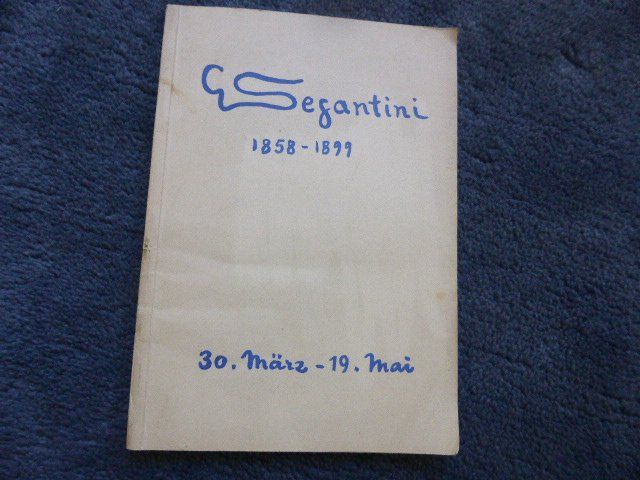 G Segantini
1858-1899
30. März - 19. Mai